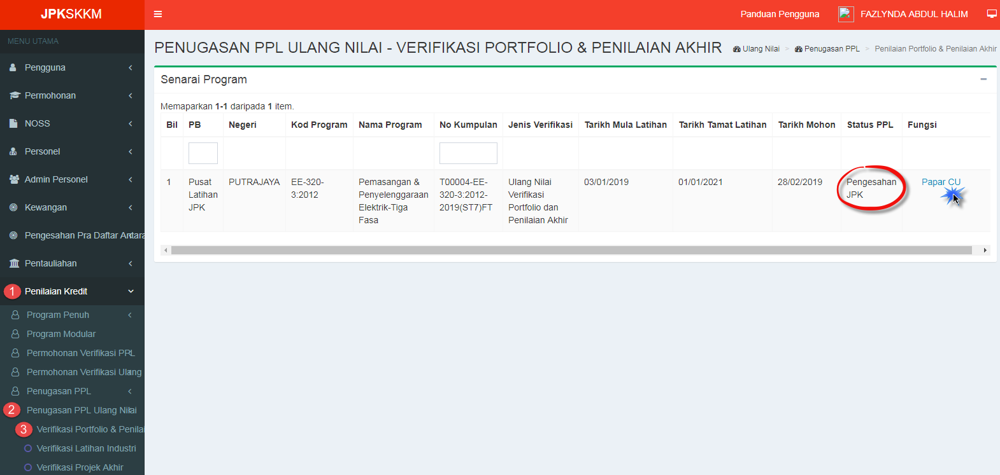 JPKSKKM
Panduan Pengguna
FAZLYNDA ABDUL HALIM
MENU UTAMA
Pengguna
Permohonan
NOSS
Personel
Admin Personel
Kewangan
Pengesahan Pra Daftar Antara
Pentauliahan
1 Penilaian Kredit
Program Penuh
Program Modular
Permohonan Verifikasi PPL
Permohonan Verifikasi Ulang
Penugasan PPL
2 Penugasan PPL Ulang Nilai
3 Verifikasi Portfolio & Penilai
Verifikasi Latihan Industri
Verifikasi Projek Akhir
PENUGASAN PPL ULANG NILAI - VERIFIKASI PORTFOLIO & PENILAIAN AKHIR
Ulang Nilai > Penugasan PPL > Penilaian Portfolio & Penilaian Akhir
Senarai Program
Memaparkan 1-1 daripada 1 item.
Bil PB Negeri Kod Program Nama Program No Kumpulan Jenis Verifikasi Tarikh Mula Latihan Tarikh Tamat Latihan Tarikh Mohon Status PPL Fungsi
1 Pusat PUTRAJAYA EE-320- Pemasangan & T00004-EE- Ulang Nilai 03/01/2019 01/01/2021 28/02/2019 Pengesahan Papar CU
Latihan 3:2012 Penyelenggaraan 320-3:2012- Verifikasi JPK
JPK Elektrik-Tiga 2019(ST7)FT Portfolio dan
Fasa Penilaian Akhir